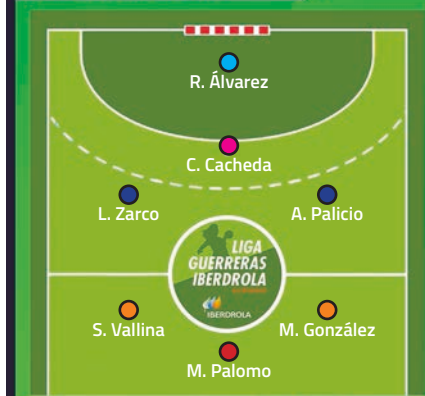 R. Álvarez
C. Cacheda
L. Zarco
A. Palicio
LIGA
GUERRERAS
IBERDROLA
IBERDROLA
S. Vallina
M. González
M. Palomo